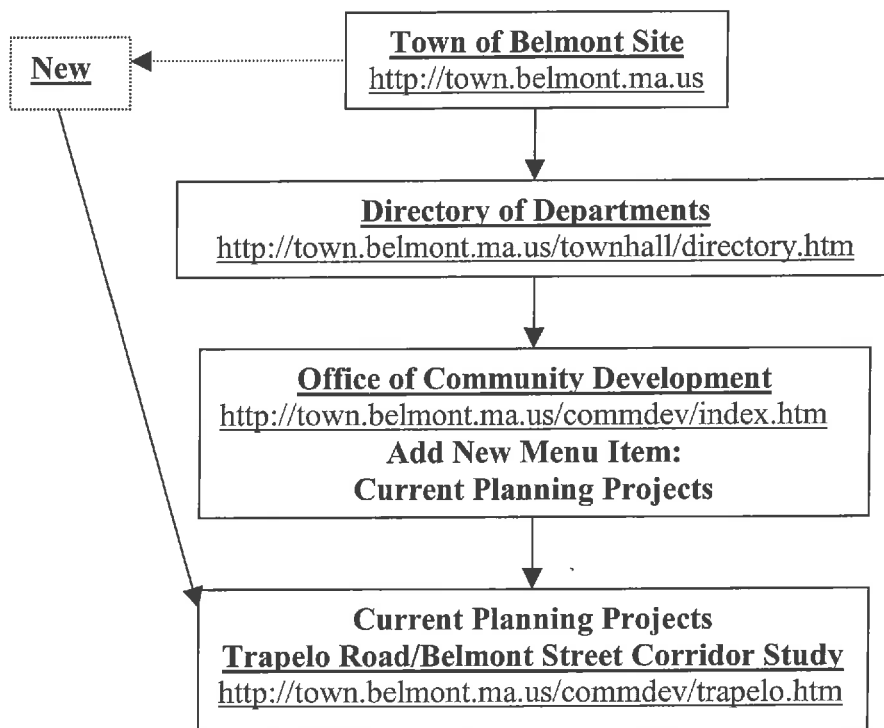 New
Town of Belmont Site
http://town.belmont.ma.us
Directory of Departments
http://town.belmont.ma.us/townhall/directory.htm
Office of Community Development
http://town.belmont.ma.us/commdev/index.htm
Add New Menu Item:
Current Planning Projects
Current Planning Projects
Trapelo Road/Belmont Street Corridor Study
http://town.belmont.ma.us/commdev/trapelo.htm